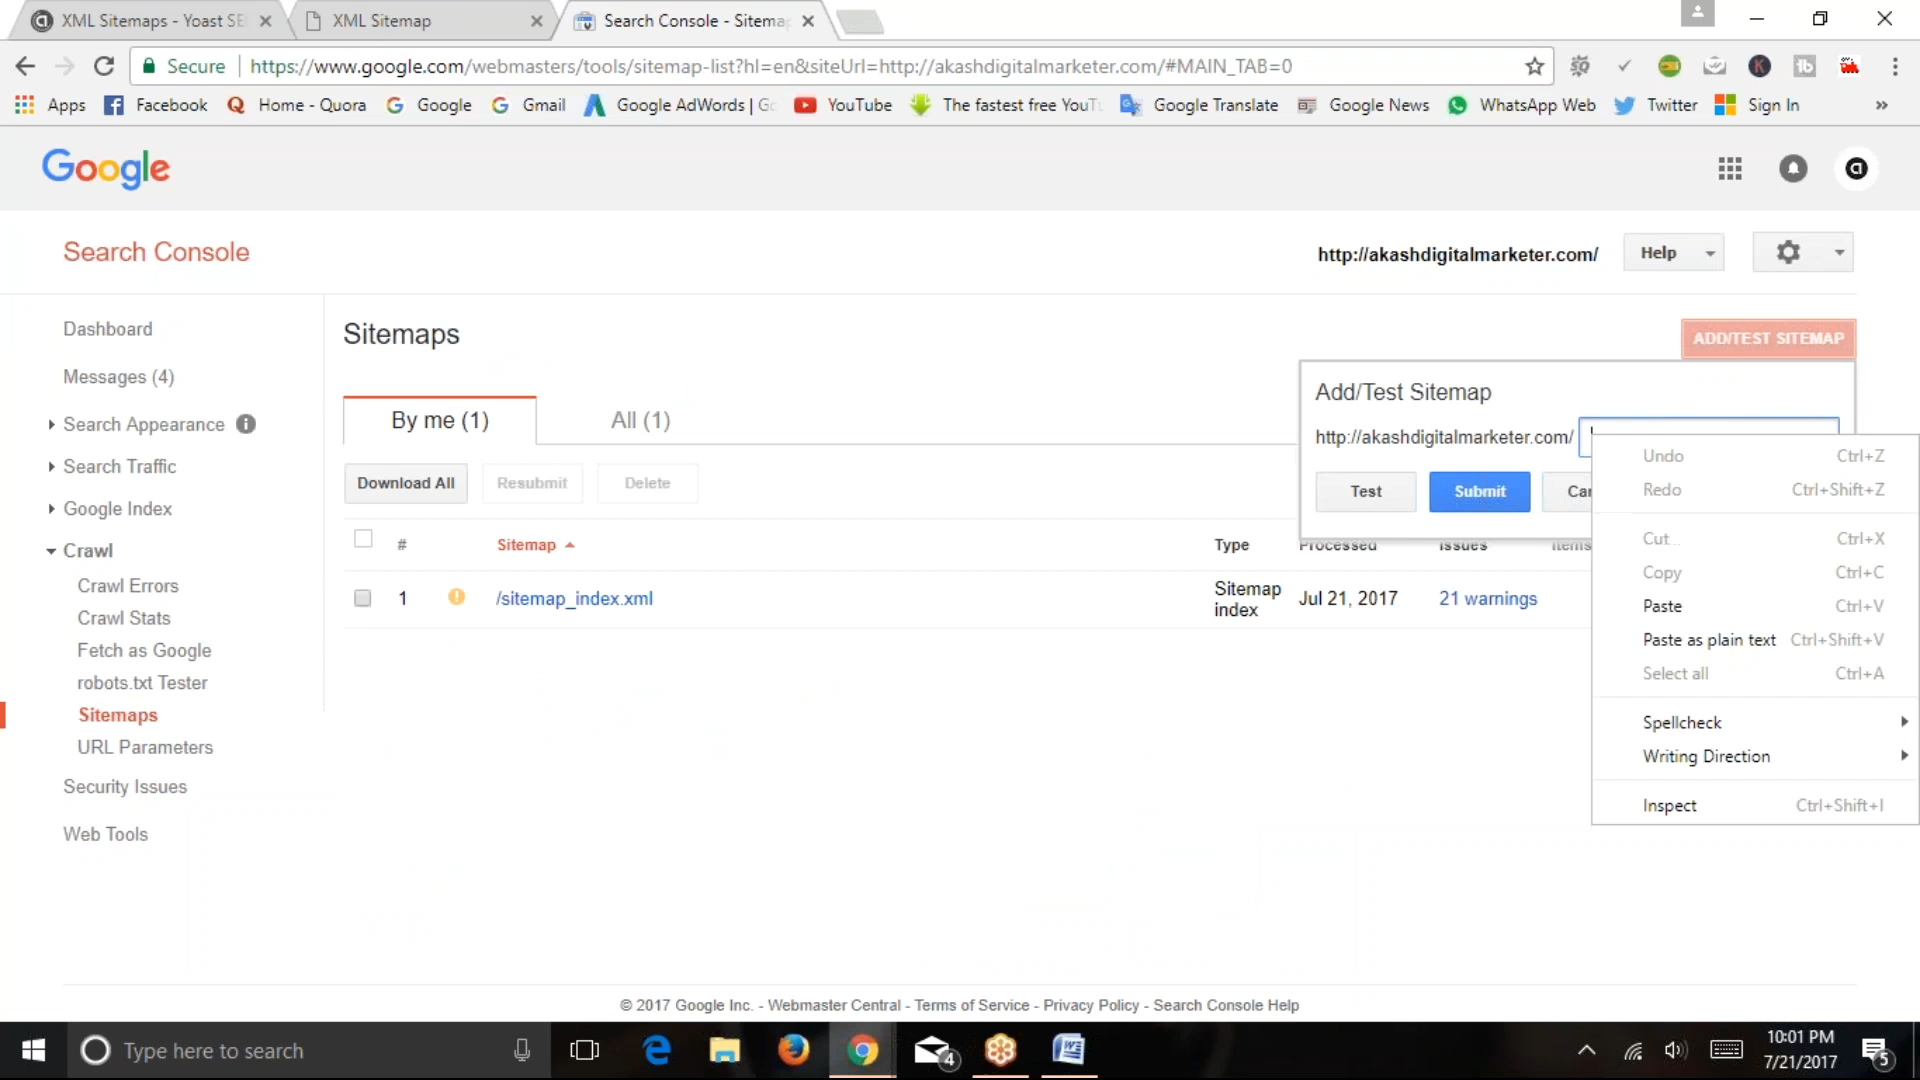 XML Sitemaps - Yoast SE
XML Sitemap
Search Console - Sitema
Secure
https://www.google.com/webmasters/tools/sitemap-list?hl=en&siteUrl=http://akashdigitalmarketer.com/#MAIN_TAB=0
Apps Facebook Home - Quora Google Gmail Google AdWords | Go YouTube The fastest free YouT Google Translate Google News WhatsApp Web Twitter Sign In »
Google
Search Console
http://akashdigitalmarketer.com/
Help
Dashboard
Sitemaps
ADD/TEST SITEMAP
Messages (4)
Add/Test Sitemap
Search Appearance
By me (1)
All (1)
http://akashdigitalmarketer.com/
Undo Ctrl+Z
Search Traffic
Download All
Resubmit
Delete
Test
Submit
Can
Redo Ctrl+Shift+Z
Google Index
Crawl
# Sitemap Type Processed Issues Items
Cut Ctrl+X
Copy Ctrl+C
Crawl Errors
1 /sitemap_index.xml Sitemap index Jul 21, 2017 21 warnings
Paste Ctrl+V
Crawl Stats
Fetch as Google
Paste as plain text Ctrl+Shift+V
robots.txt Tester
Select all Ctrl+A
Sitemaps
Spellcheck
URL Parameters
Writing Direction
Security Issues
Inspect Ctrl+Shift+I
Web Tools
© 2017 Google Inc. - Webmaster Central - Terms of Service - Privacy Policy - Search Console Help
Type here to search
4
10:01 PM
7/21/2017
5